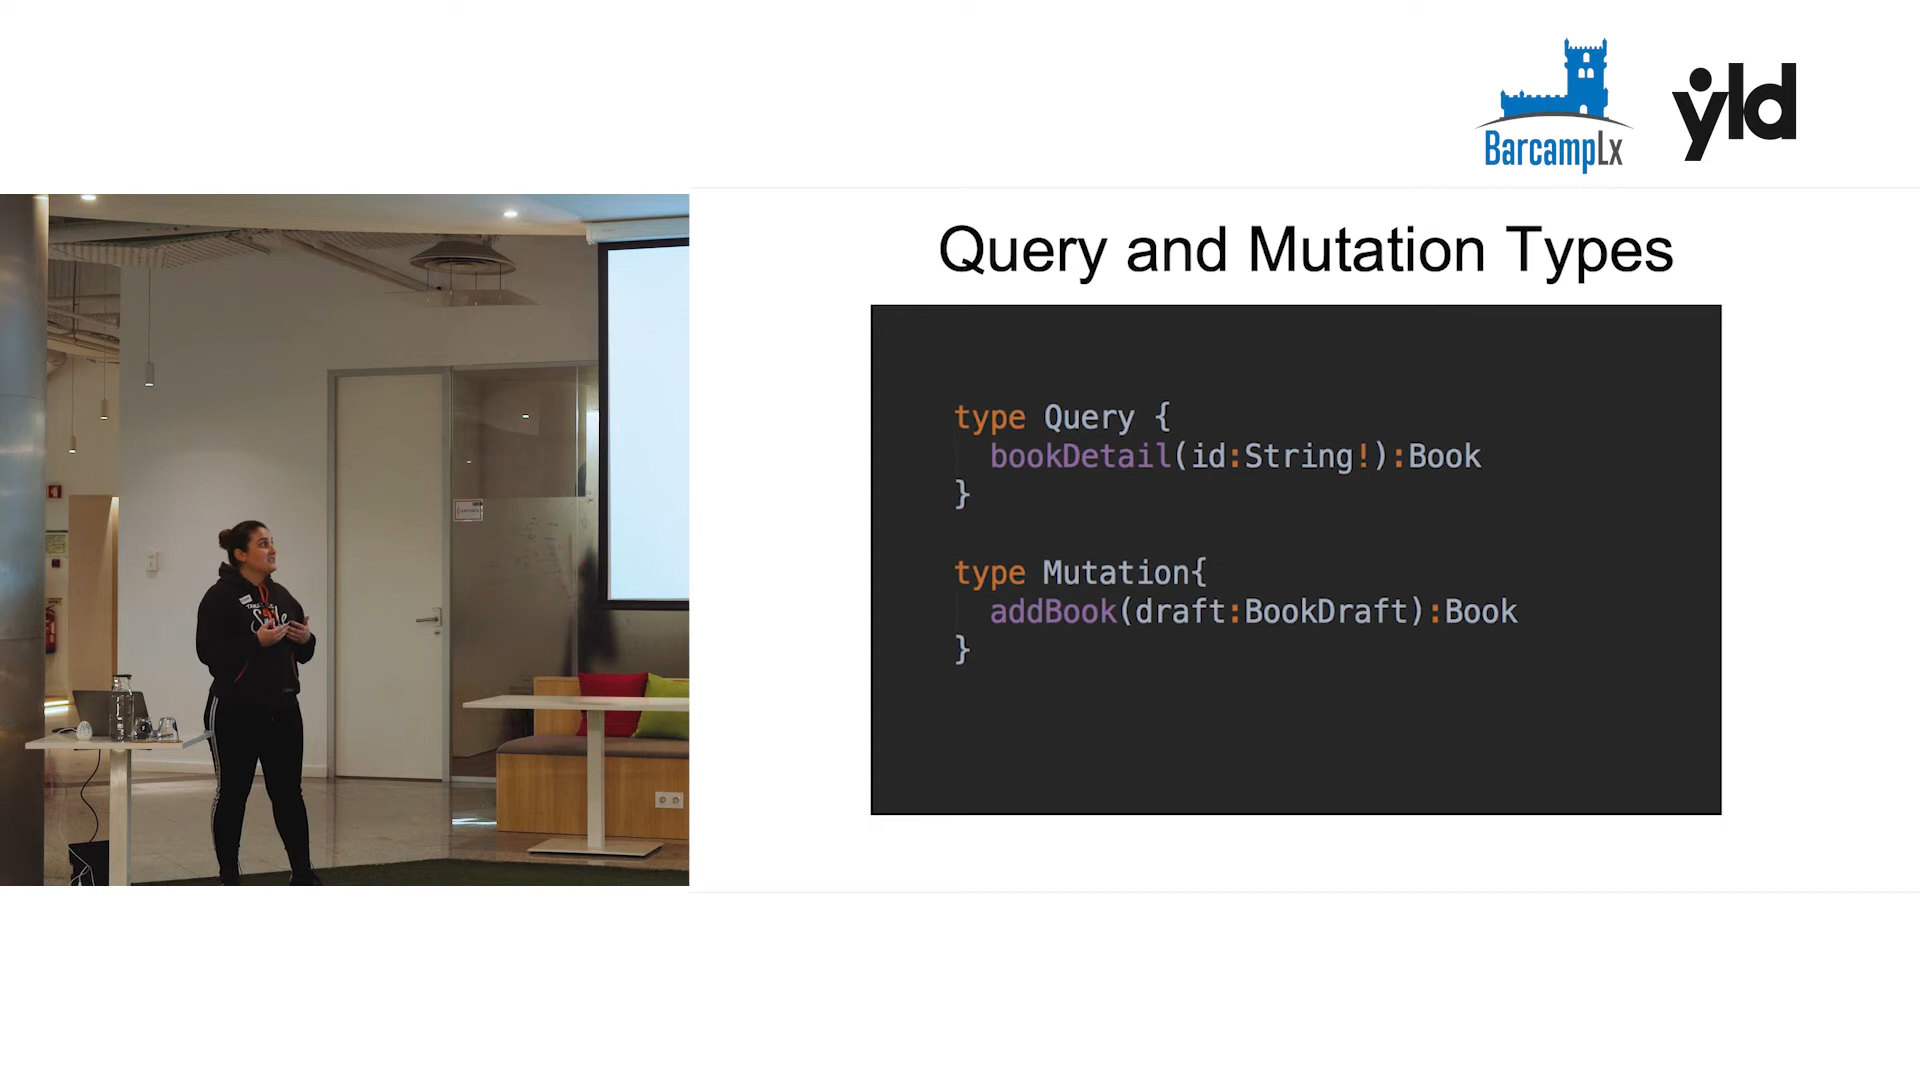 BarcampLx
yld
Query and Mutation Types
type Query {
  bookDetail(id:String!):Book
}
type Mutation{
  addBook(draft:BookDraft):Book
}